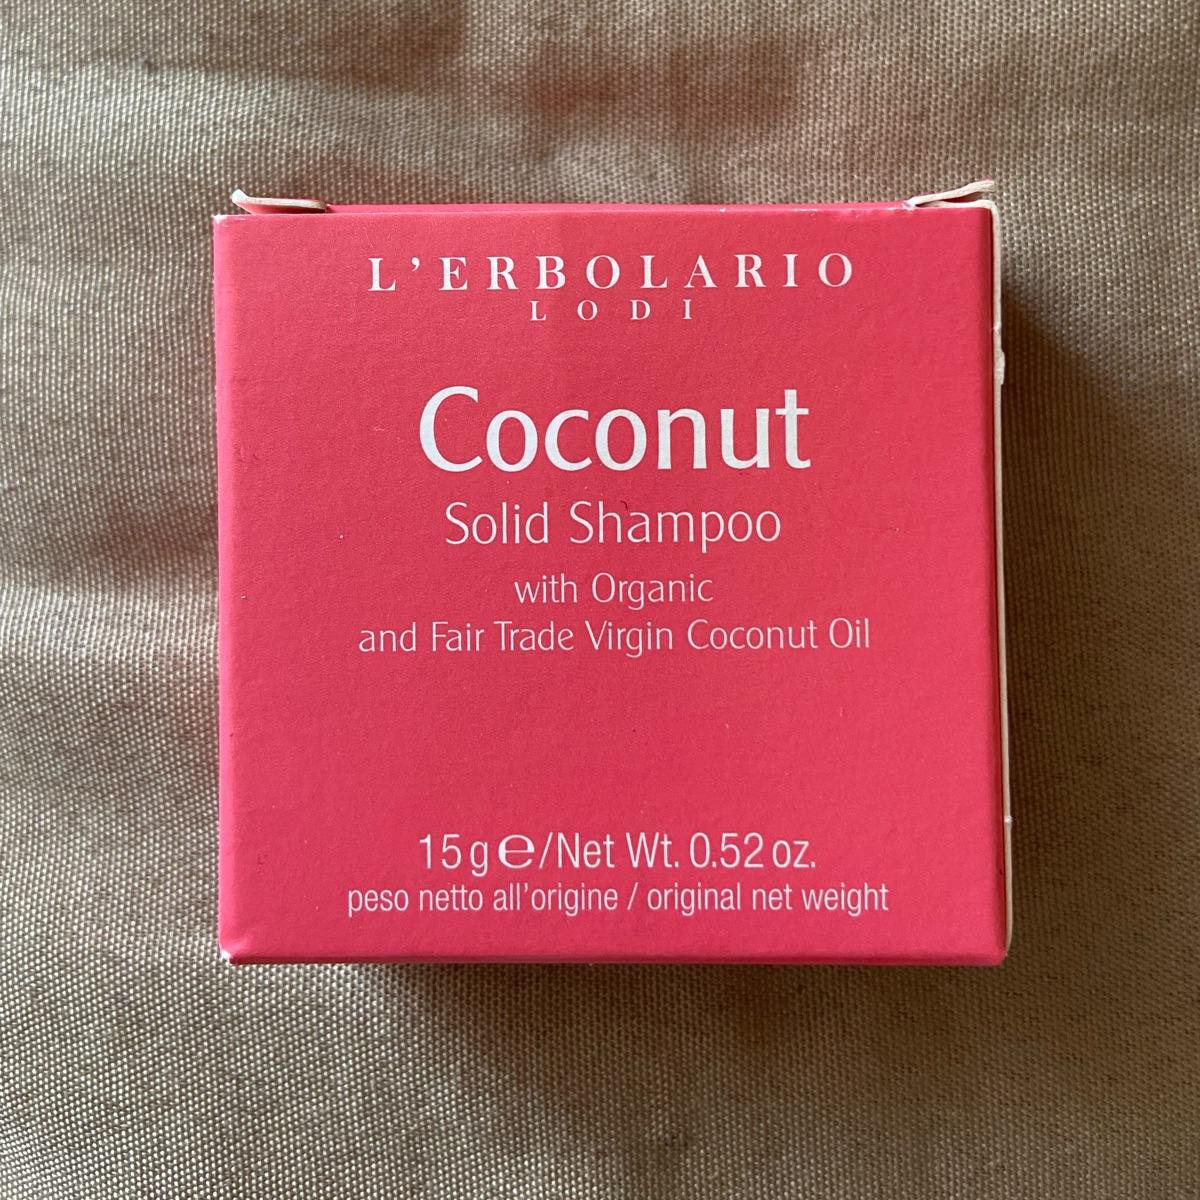 L'ERBOLARIO
LODI
Coconut
Solid Shampoo
with Organic
and Fair Trade Virgin Coconut Oil
15 g ℮/Net Wt. 0.52 oz.
peso netto all'origine / original net weight